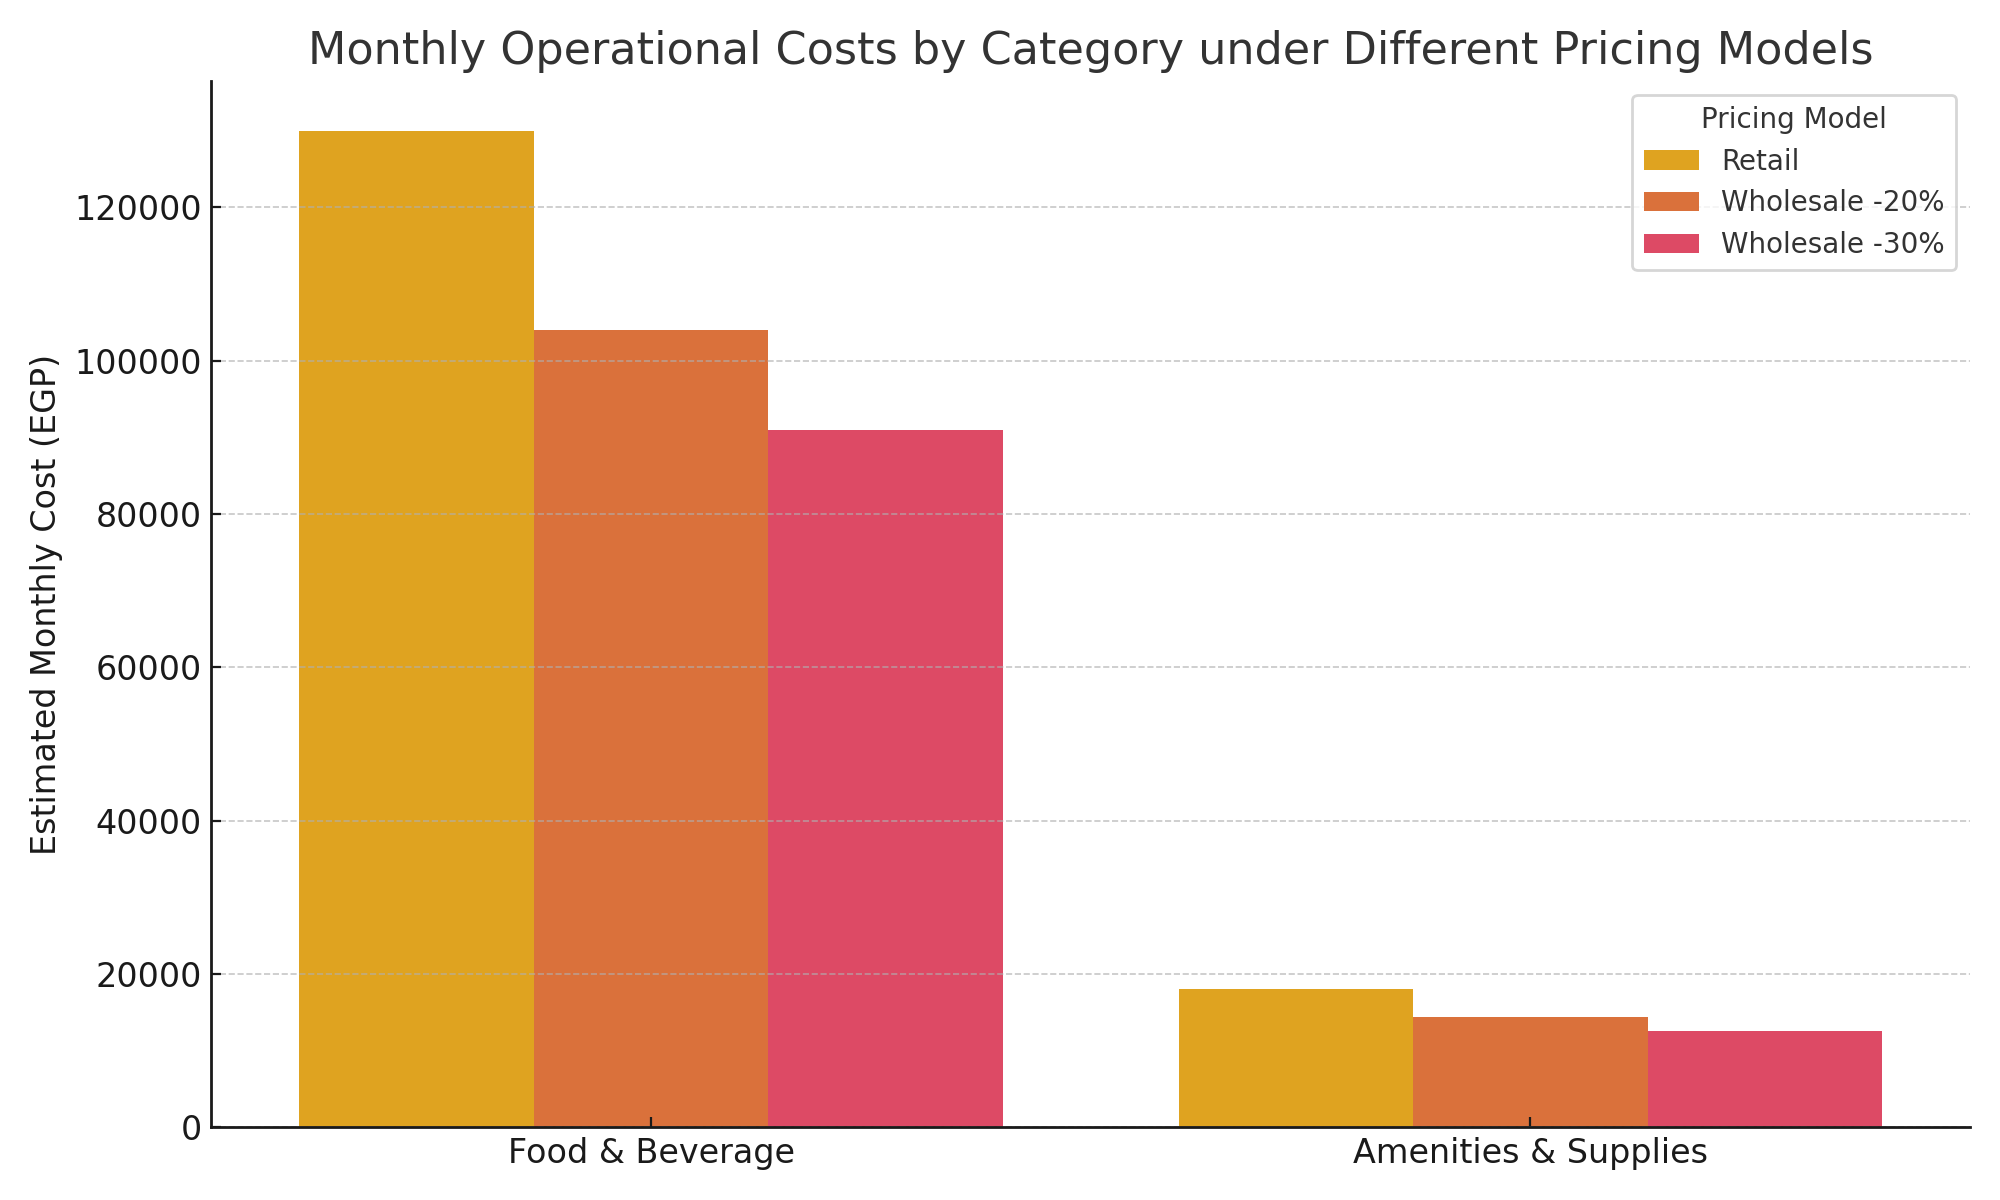 Monthly Operational Costs by Category under Different Pricing Models
Pricing Model
Retail
Wholesale -20%
Wholesale -30%
Estimated Monthly Cost (EGP)
120000
100000
80000
60000
40000
20000
0
Food & Beverage
Amenities & Supplies